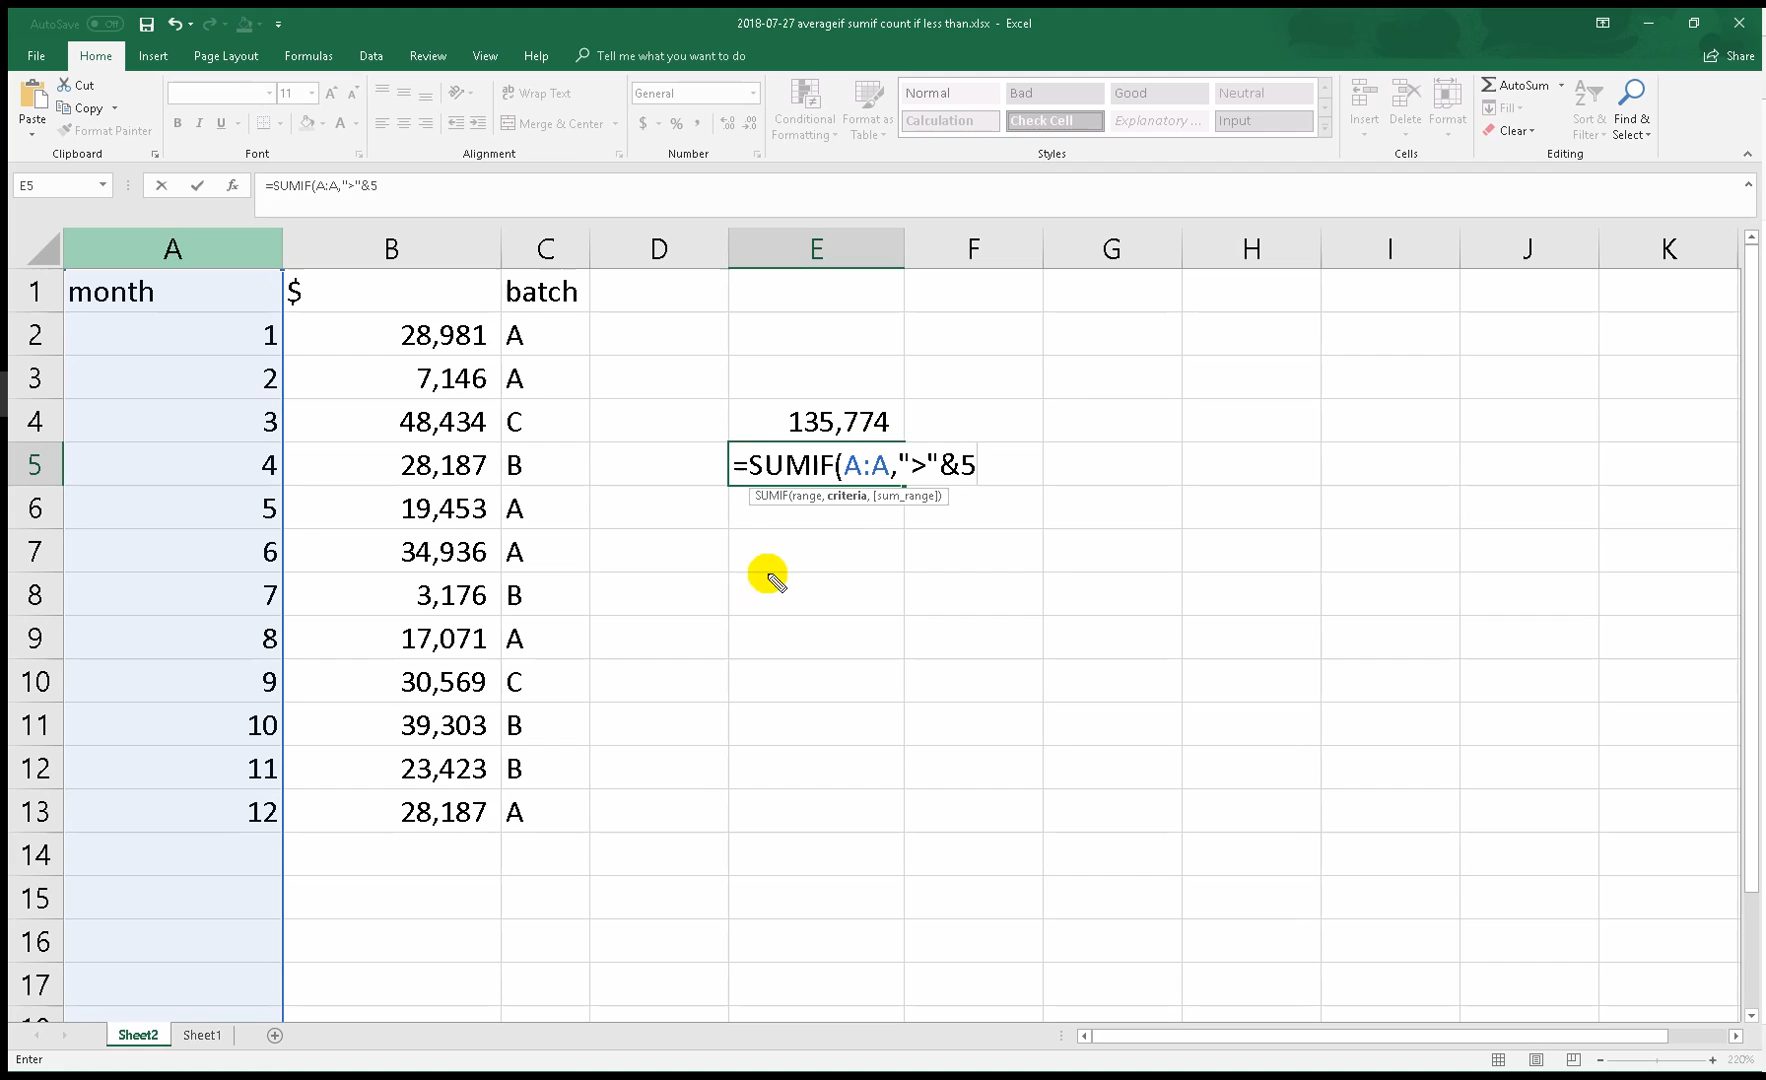 AutoSave Off
2018-07-27 averageif sumif count if less than.xlsx - Excel
File Home Insert Page Layout Formulas Data Review View Help Tell me what you want to do Share
Paste
Cut
Copy
Format Painter
Clipboard
11 A A
B I U A
Font
Wrap Text
Merge & Center
Alignment
General
$ % , .00
Number
Conditional Formatting
Format as Table
Normal Bad Good Neutral
Calculation Check Cell Explanatory ... Input
Styles
Insert Delete Format
Cells
AutoSum
Fill
Clear
Sort & Filter
Find & Select
Editing
E5 fx =SUMIF(A:A,">"&5
A B C D E F G H I J K
1 month $ batch
2 1 28,981 A
3 2 7,146 A
4 3 48,434 C 135,774
5 4 28,187 B =SUMIF(A:A,">"&5
SUMIF(range, criteria, [sum_range])
6 5 19,453 A
7 6 34,936 A
8 7 3,176 B
9 8 17,071 A
10 9 30,569 C
11 10 39,303 B
12 11 23,423 B
13 12 28,187 A
14
15
16
17
Sheet2 Sheet1
Enter 220%